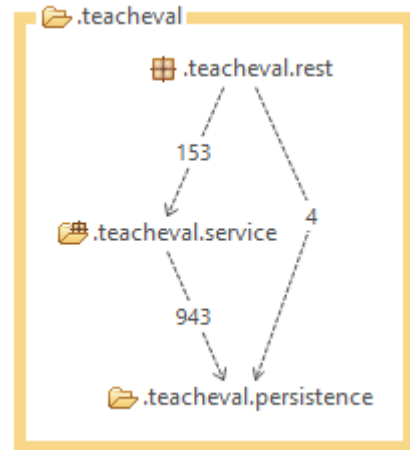 .teacheval
.teacheval.rest
153
4
.teacheval.service
943
.teacheval.persistence